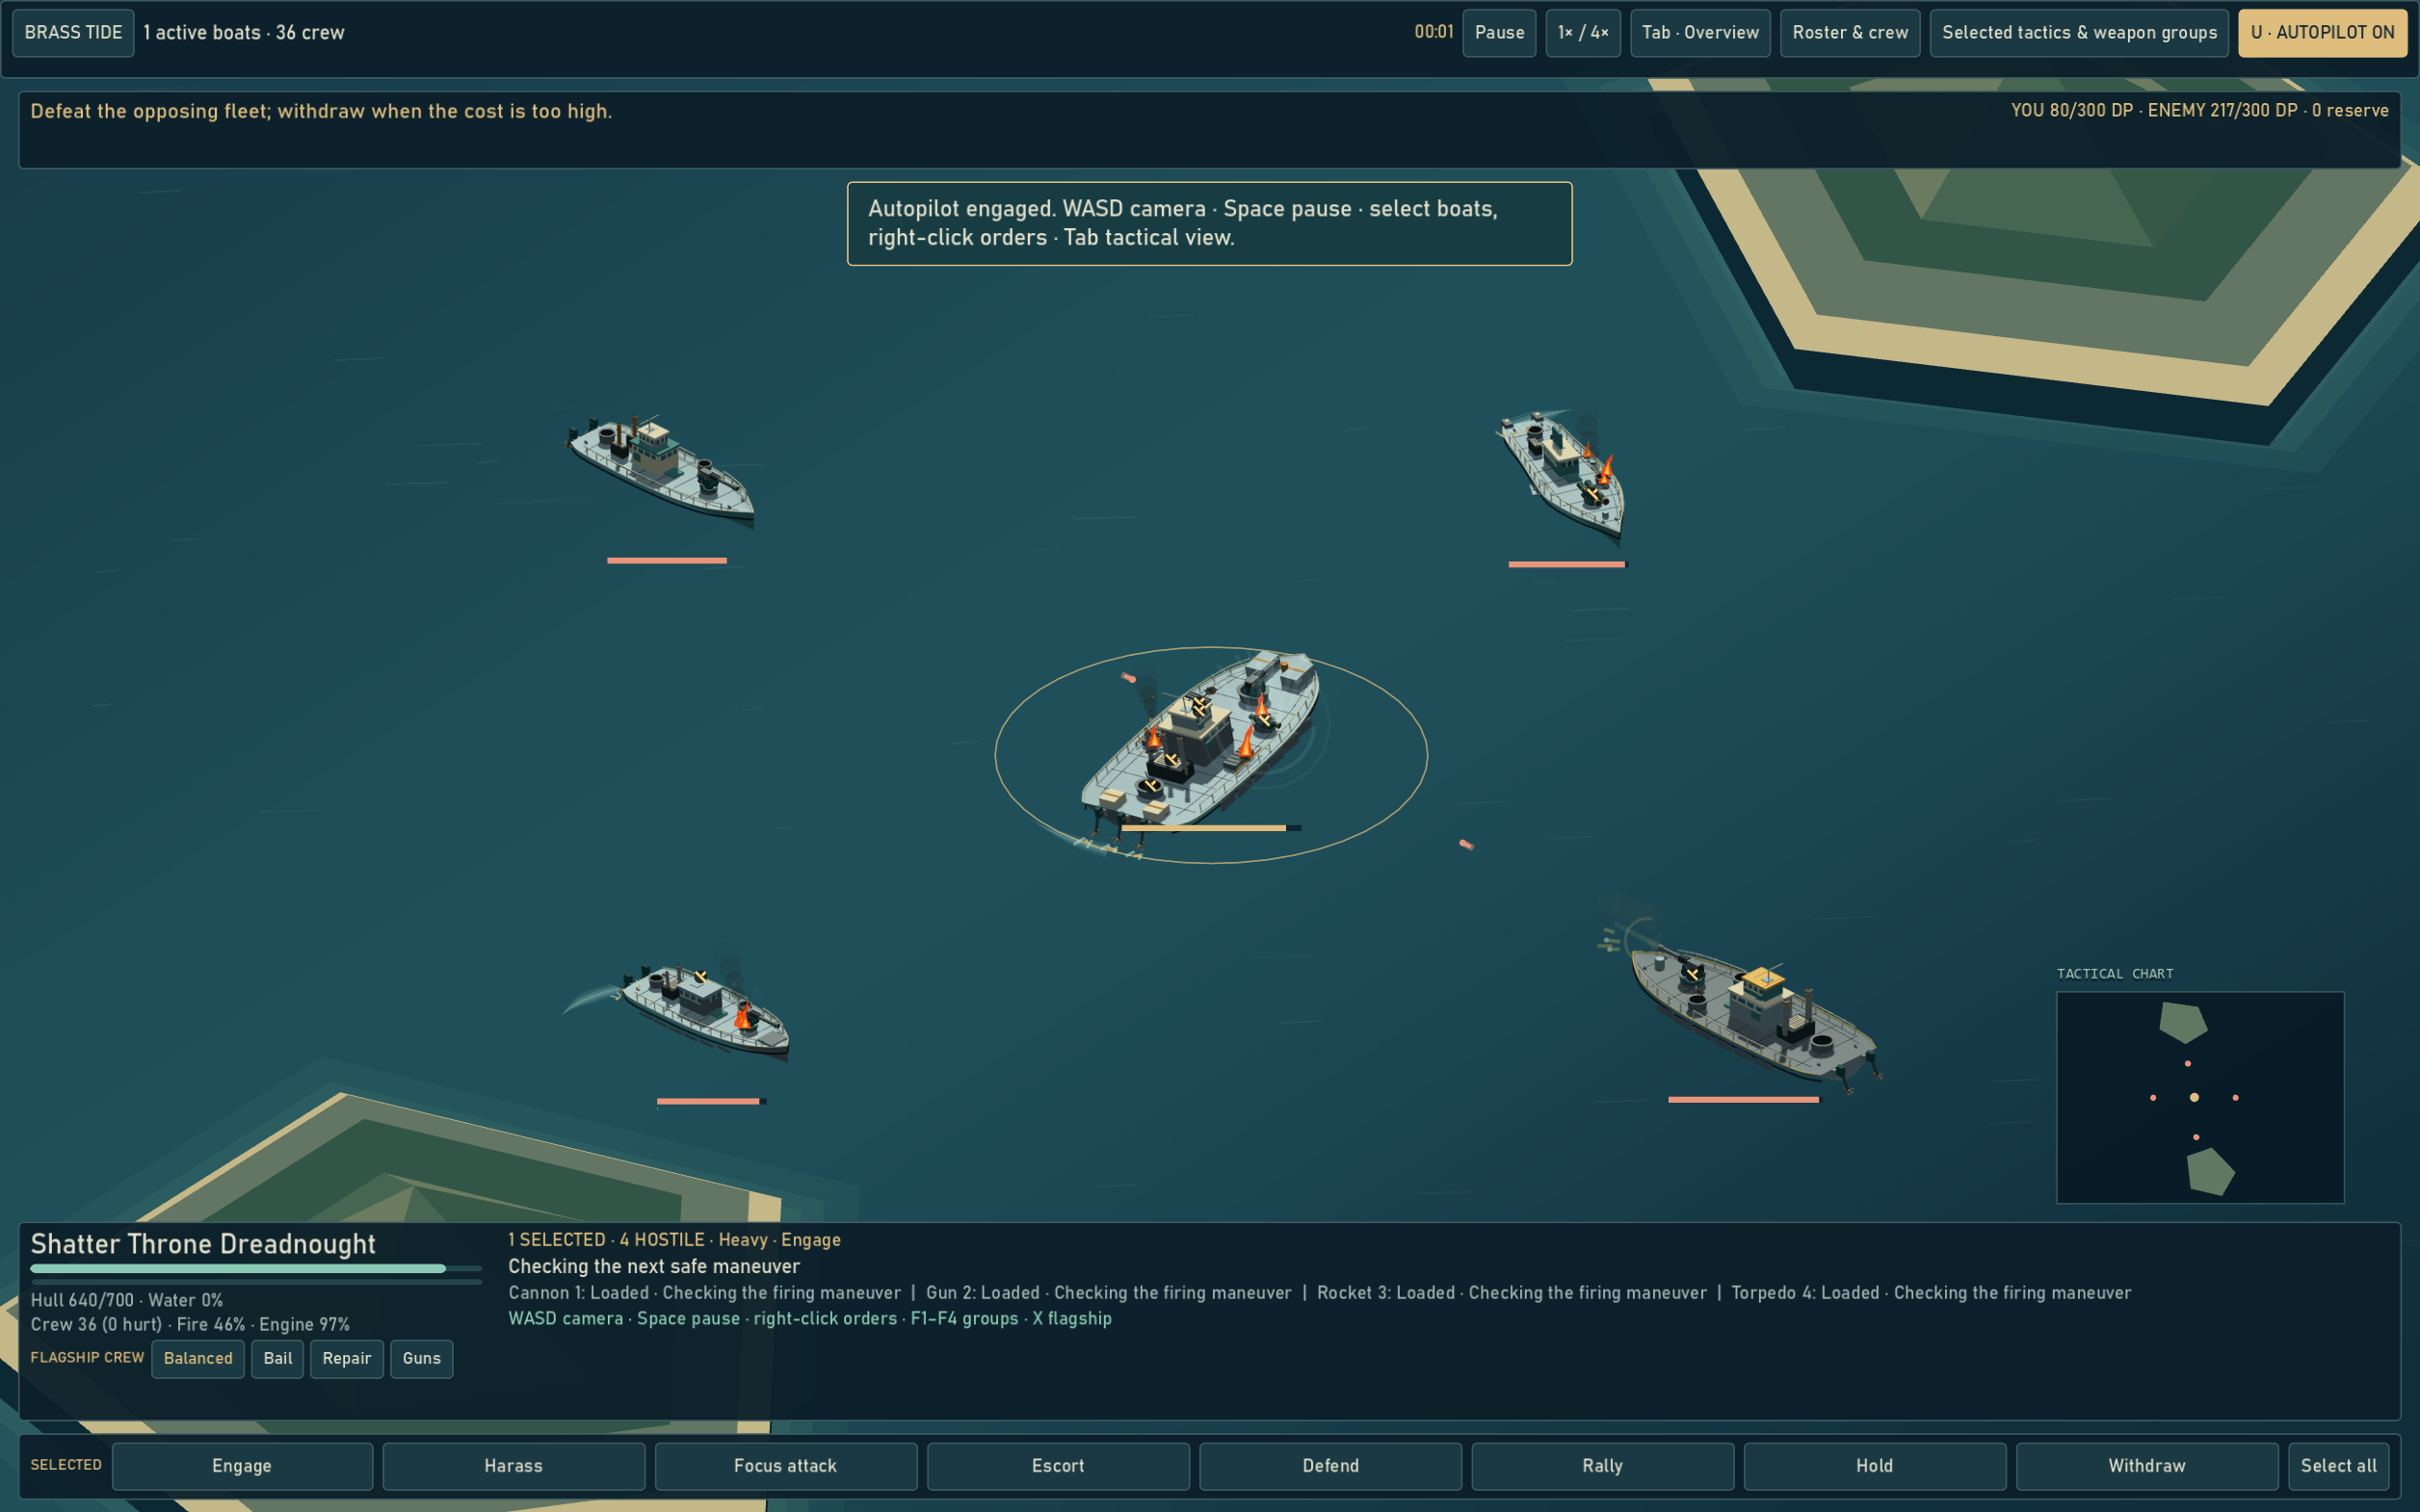 BRASS TIDE 1 active boats · 36 crew 00:01 Pause 1× / 4× Tab · Overview Roster & crew Selected tactics & weapon groups U · AUTOPILOT ON
Defeat the opposing fleet; withdraw when the cost is too high. YOU 80/300 DP · ENEMY 217/300 DP · 0 reserve
Autopilot engaged. WASD camera · Space pause · select boats,
right-click orders · Tab tactical view.
TACTICAL CHART
Shatter Throne Dreadnought
Hull 640/700 · Water 0%
Crew 36 (0 hurt) · Fire 46% · Engine 97%
FLAGSHIP CREW Balanced Bail Repair Guns
1 SELECTED · 4 HOSTILE · Heavy · Engage
Checking the next safe maneuver
Cannon 1: Loaded · Checking the firing maneuver | Gun 2: Loaded · Checking the firing maneuver | Rocket 3: Loaded · Checking the firing maneuver | Torpedo 4: Loaded · Checking the firing maneuver
WASD camera · Space pause · right-click orders · F1–F4 groups · X flagship
SELECTED Engage Harass Focus attack Escort Defend Rally Hold Withdraw Select all